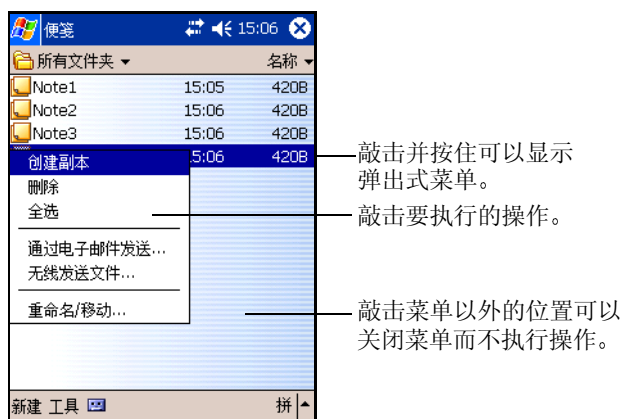 便笺 15:06
所有文件夹 名称
Note1 15:05 420B
Note2 15:06 420B
Note3 15:06 420B
5:06 420B
创建副本
删除
全选
通过电子邮件发送...
无线发送文件...
重命名/移动...
新建 工具 拼
敲击并按住可以显示
弹出式菜单。
敲击要执行的操作。
敲击菜单以外的位置可以
关闭菜单而不执行操作。